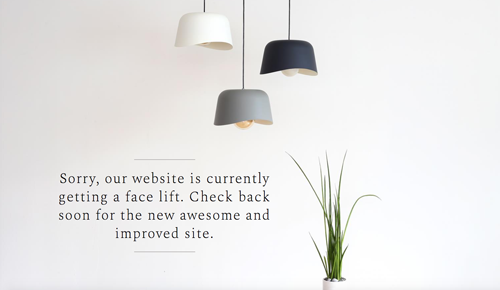 Sorry, our website is currently
getting a face lift. Check back
soon for the new awesome and
improved site.